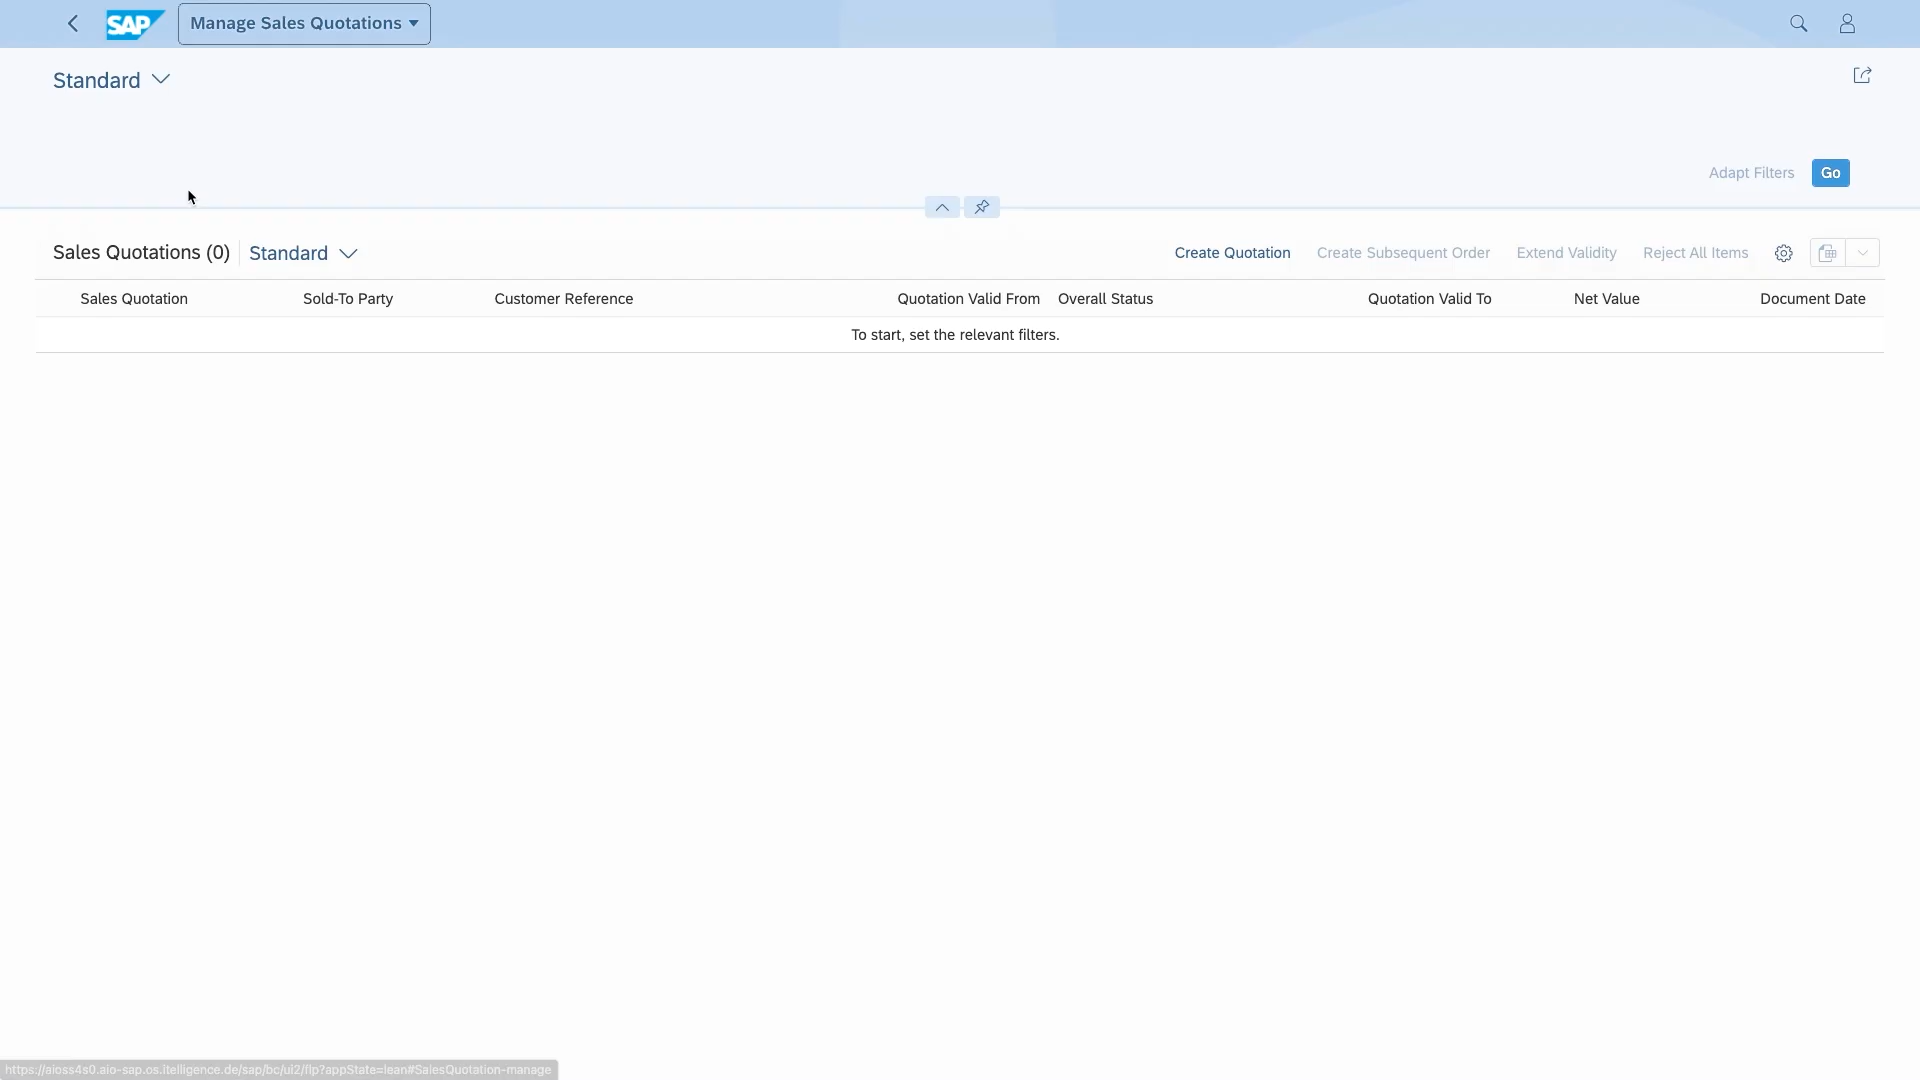 SAP
Manage Sales Quotations
Standard
Adapt Filters
Go
Sales Quotations (0)
Standard
Create Quotation
Create Subsequent Order
Extend Validity
Reject All Items
Sales Quotation
Sold-To Party
Customer Reference
Quotation Valid From
Overall Status
Quotation Valid To
Net Value
Document Date
To start, set the relevant filters.
https://aioss4s0.aio-sap.os.itelligence.de/sap/bc/ui2/flp?appState=lean#SalesQuotation-manage